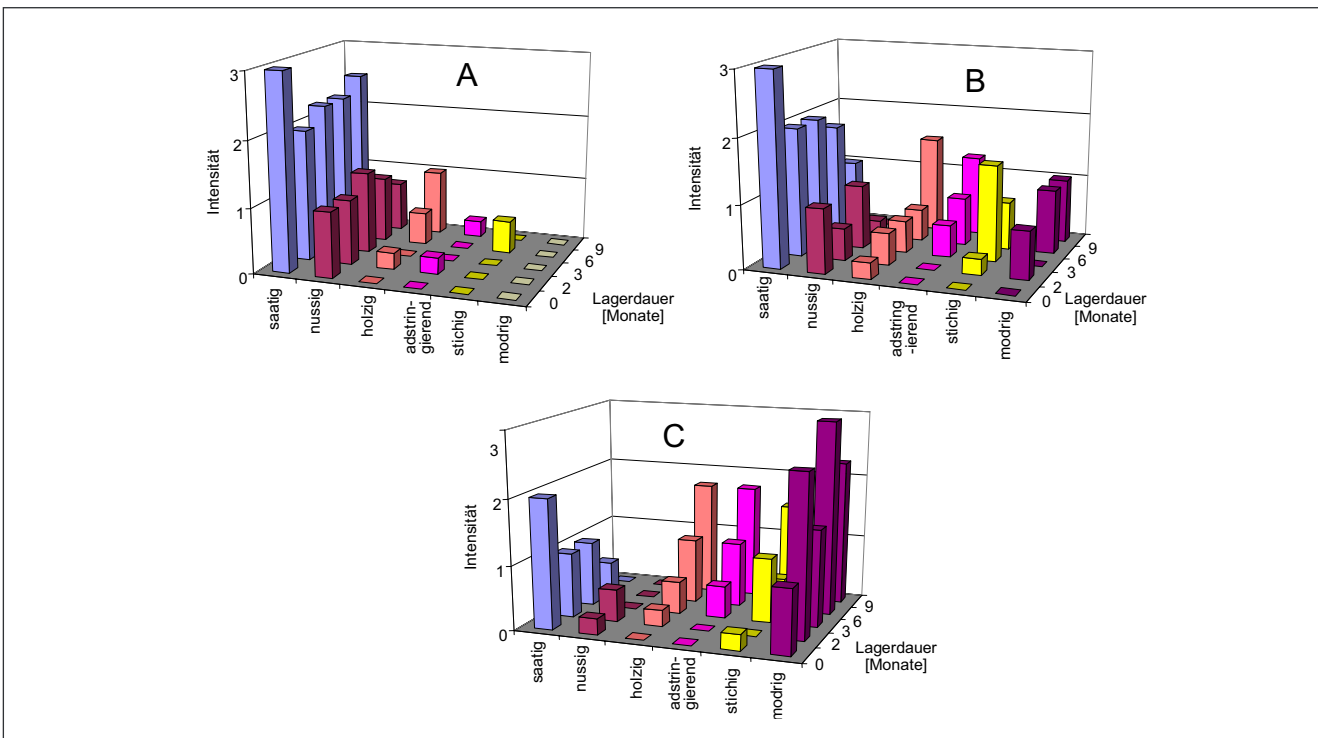 A
3
2
1
0
Intensität
saatig
nussig
holzig
adstrin-
gierend
stichig
modrig
0
2
3
6
9
Lagerdauer
[Monate]
B
3
2
1
0
Intensität
saatig
nussig
holzig
adstring
-ierend
stichig
modrig
0
2
3
6
9
Lagerdauer
[Monate]
C
3
2
1
0
Intensität
saatig
nussig
holzig
adstrin-
gierend
stichig
modrig
0
2
3
6
9
Lagerdauer
[Monate]